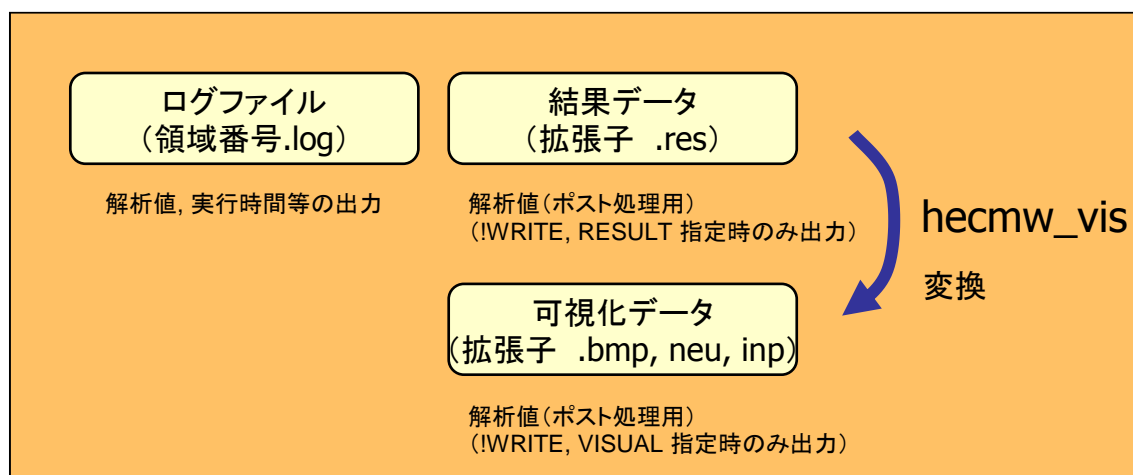 ログファイル
（領域番号.log）
解析値, 実行時間等の出力
結果データ
（拡張子 .res）
解析値（ポスト処理用）
（!WRITE, RESULT 指定時のみ出力）
hecmw_vis
変換
可視化データ
（拡張子 .bmp, neu, inp）
解析値（ポスト処理用）
（!WRITE, VISUAL 指定時のみ出力）